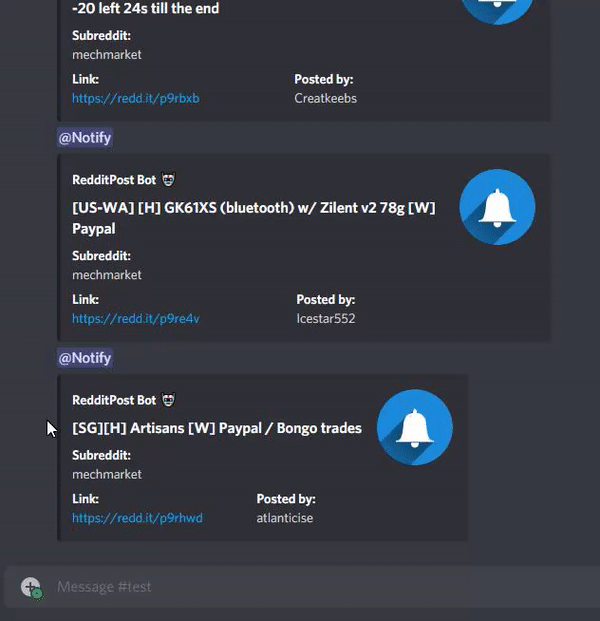 -20 left 24s till the end
Subreddit:
mechmarket
Link: Posted by:
https://redd.it/p9rbxb Creatkeebs
@Notify
RedditPost Bot
[US-WA] [H] GK61XS (bluetooth) w/ Zilent v2 78g [W]
Paypal
Subreddit:
mechmarket
Link: Posted by:
https://redd.it/p9re4v Icestar552
@Notify
RedditPost Bot
[SG][H] Artisans [W] Paypal / Bongo trades
Subreddit:
mechmarket
Link: Posted by:
https://redd.it/p9rhwd atlanticise
Message #test